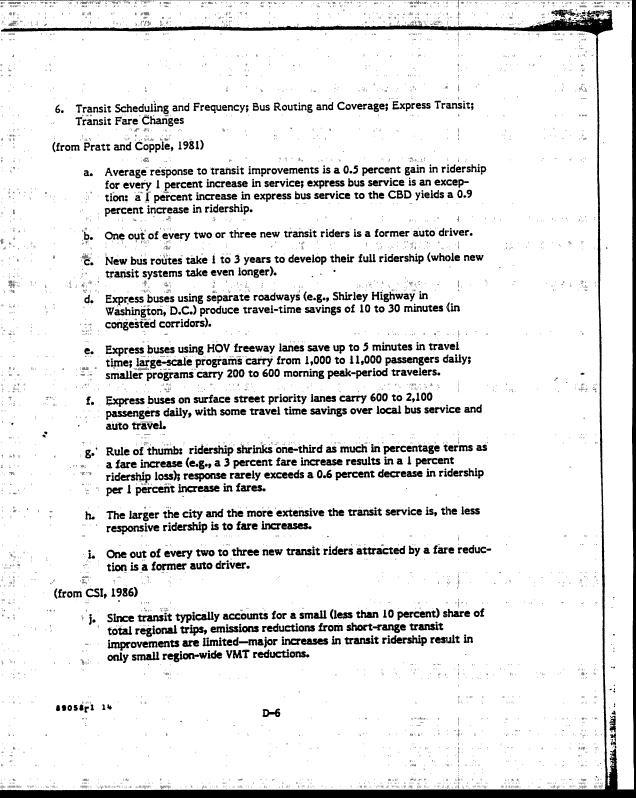 6. Transit Scheduling and Frequency; Bus Routing and Coverage; Express Transit;
Transit Fare Changes
(from Pratt and Copple, 1981)
a. Average response to transit improvements is a 0.5 percent gain in ridership
for every 1 percent increase in service; express bus service is an excep-
tion: a 1 percent increase in express bus service to the CBD yields a 0.9
percent increase in ridership.
b. One out of every two or three new transit riders is a former auto driver.
c. New bus routes take 1 to 3 years to develop their full ridership (whole new
transit systems take even longer).
d. Express buses using separate roadways (e.g., Shirley Highway in
Washington, D.C.) produce travel-time savings of 10 to 30 minutes (in
congested corridors).
e. Express buses using HOV freeway lanes save up to 5 minutes in travel
time; large-scale programs carry from 1,000 to 11,000 passengers daily;
smaller programs carry 200 to 600 morning peak-period travelers.
f. Express buses on surface street priority lanes carry 600 to 2,100
passengers daily, with some travel time savings over local bus service and
auto travel.
g. Rule of thumb: ridership shrinks one-third as much in percentage terms as
a fare increase (e.g., a 3 percent fare increase results in a 1 percent
ridership loss); response rarely exceeds a 0.6 percent decrease in ridership
per 1 percent increase in fares.
h. The larger the city and the more extensive the transit service is, the less
responsive ridership is to fare increases.
i. One out of every two to three new transit riders attracted by a fare reduc-
tion is a former auto driver.
(from CSI, 1986)
j. Since transit typically accounts for a small (less than 10 percent) share of
total regional trips, emissions reductions from short-range transit
improvements are limited—major increases in transit ridership result in
only small region-wide VMT reductions.
89058r1 14
D-6